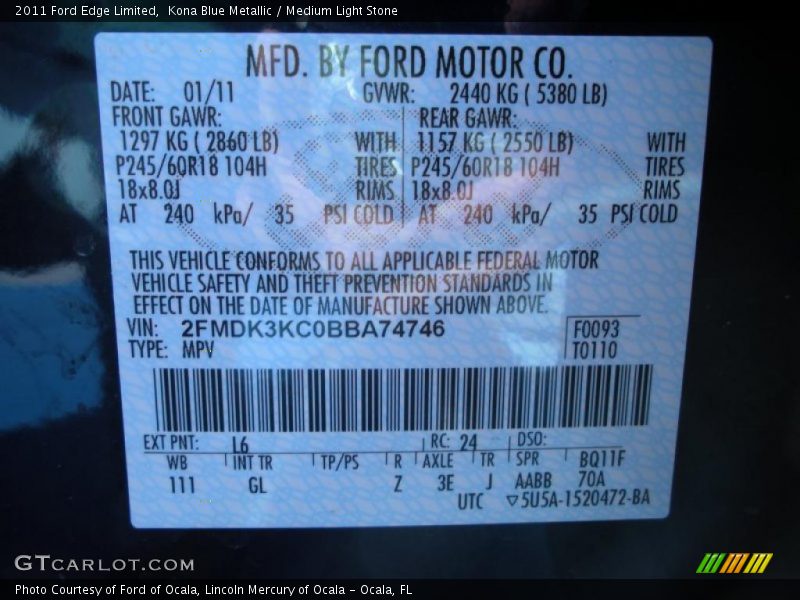 2011 Ford Edge Limited, Kona Blue Metallic / Medium Light Stone
MFD. BY FORD MOTOR CO.
DATE: 01/11 GVWR: 2440 KG ( 5380 LB)
FRONT GAWR: REAR GAWR:
1297 KG ( 2860 LB) WITH 1157 KG ( 2550 LB) WITH
P245/60R18 104H TIRES P245/60R18 104H TIRES
18x8.0J RIMS 18x8.0J RIMS
AT 240 kPa/ 35 PSI COLD AT 240 kPa/ 35 PSI COLD
THIS VEHICLE CONFORMS TO ALL APPLICABLE FEDERAL MOTOR
VEHICLE SAFETY AND THEFT PREVENTION STANDARDS IN
EFFECT ON THE DATE OF MANUFACTURE SHOWN ABOVE.
VIN: 2FMDK3KC0BBA74746 F0093
TYPE: MPV T0110
EXT PNT: L6 RC: 24 DSO:
WB INT TR TP/PS R AXLE TR SPR BQ11F
111 GL Z 3E J AABB 70A
UTC ▽5U5A-1520472-BA
GTCARLOT.COM
Photo Courtesy of Ford of Ocala, Lincoln Mercury of Ocala - Ocala, FL